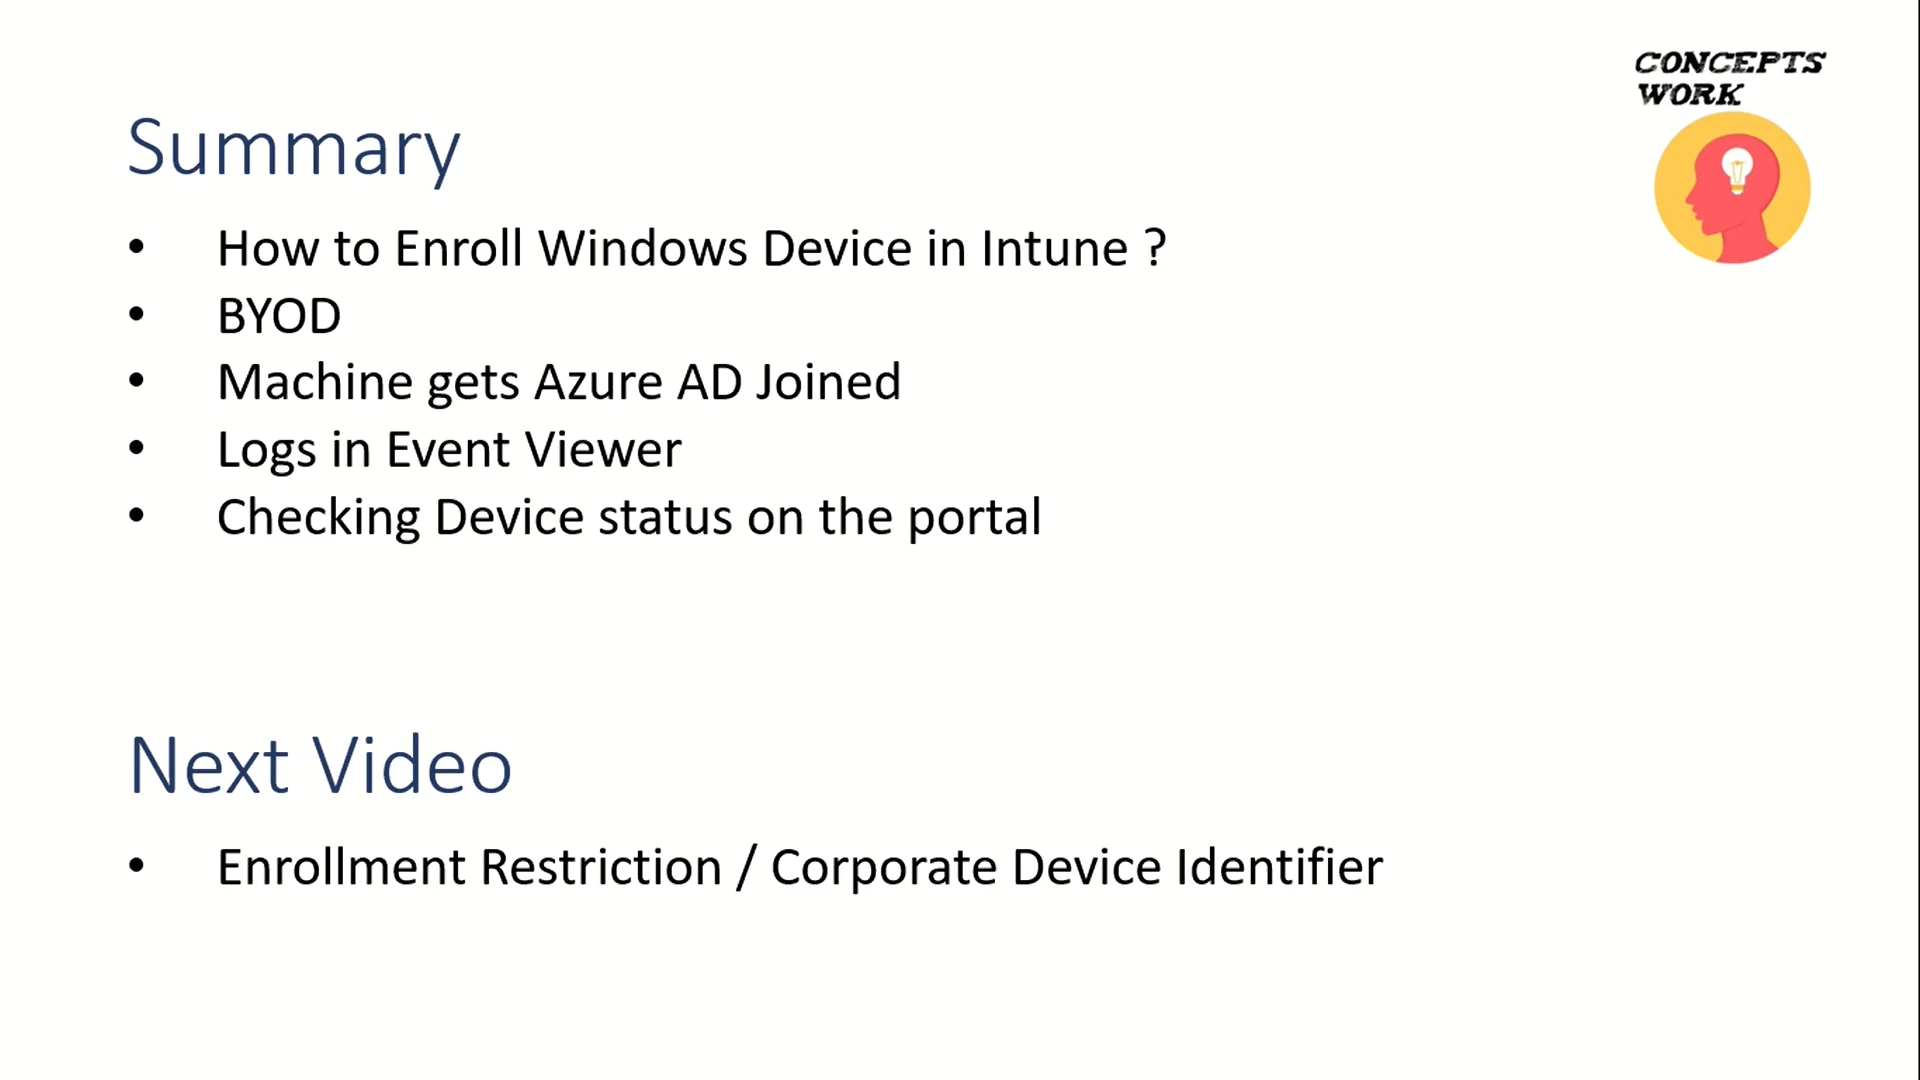 CONCEPTS
WORK
Summary
• How to Enroll Windows Device in Intune ?
• BYOD
• Machine gets Azure AD Joined
• Logs in Event Viewer
• Checking Device status on the portal
Next Video
• Enrollment Restriction / Corporate Device Identifier